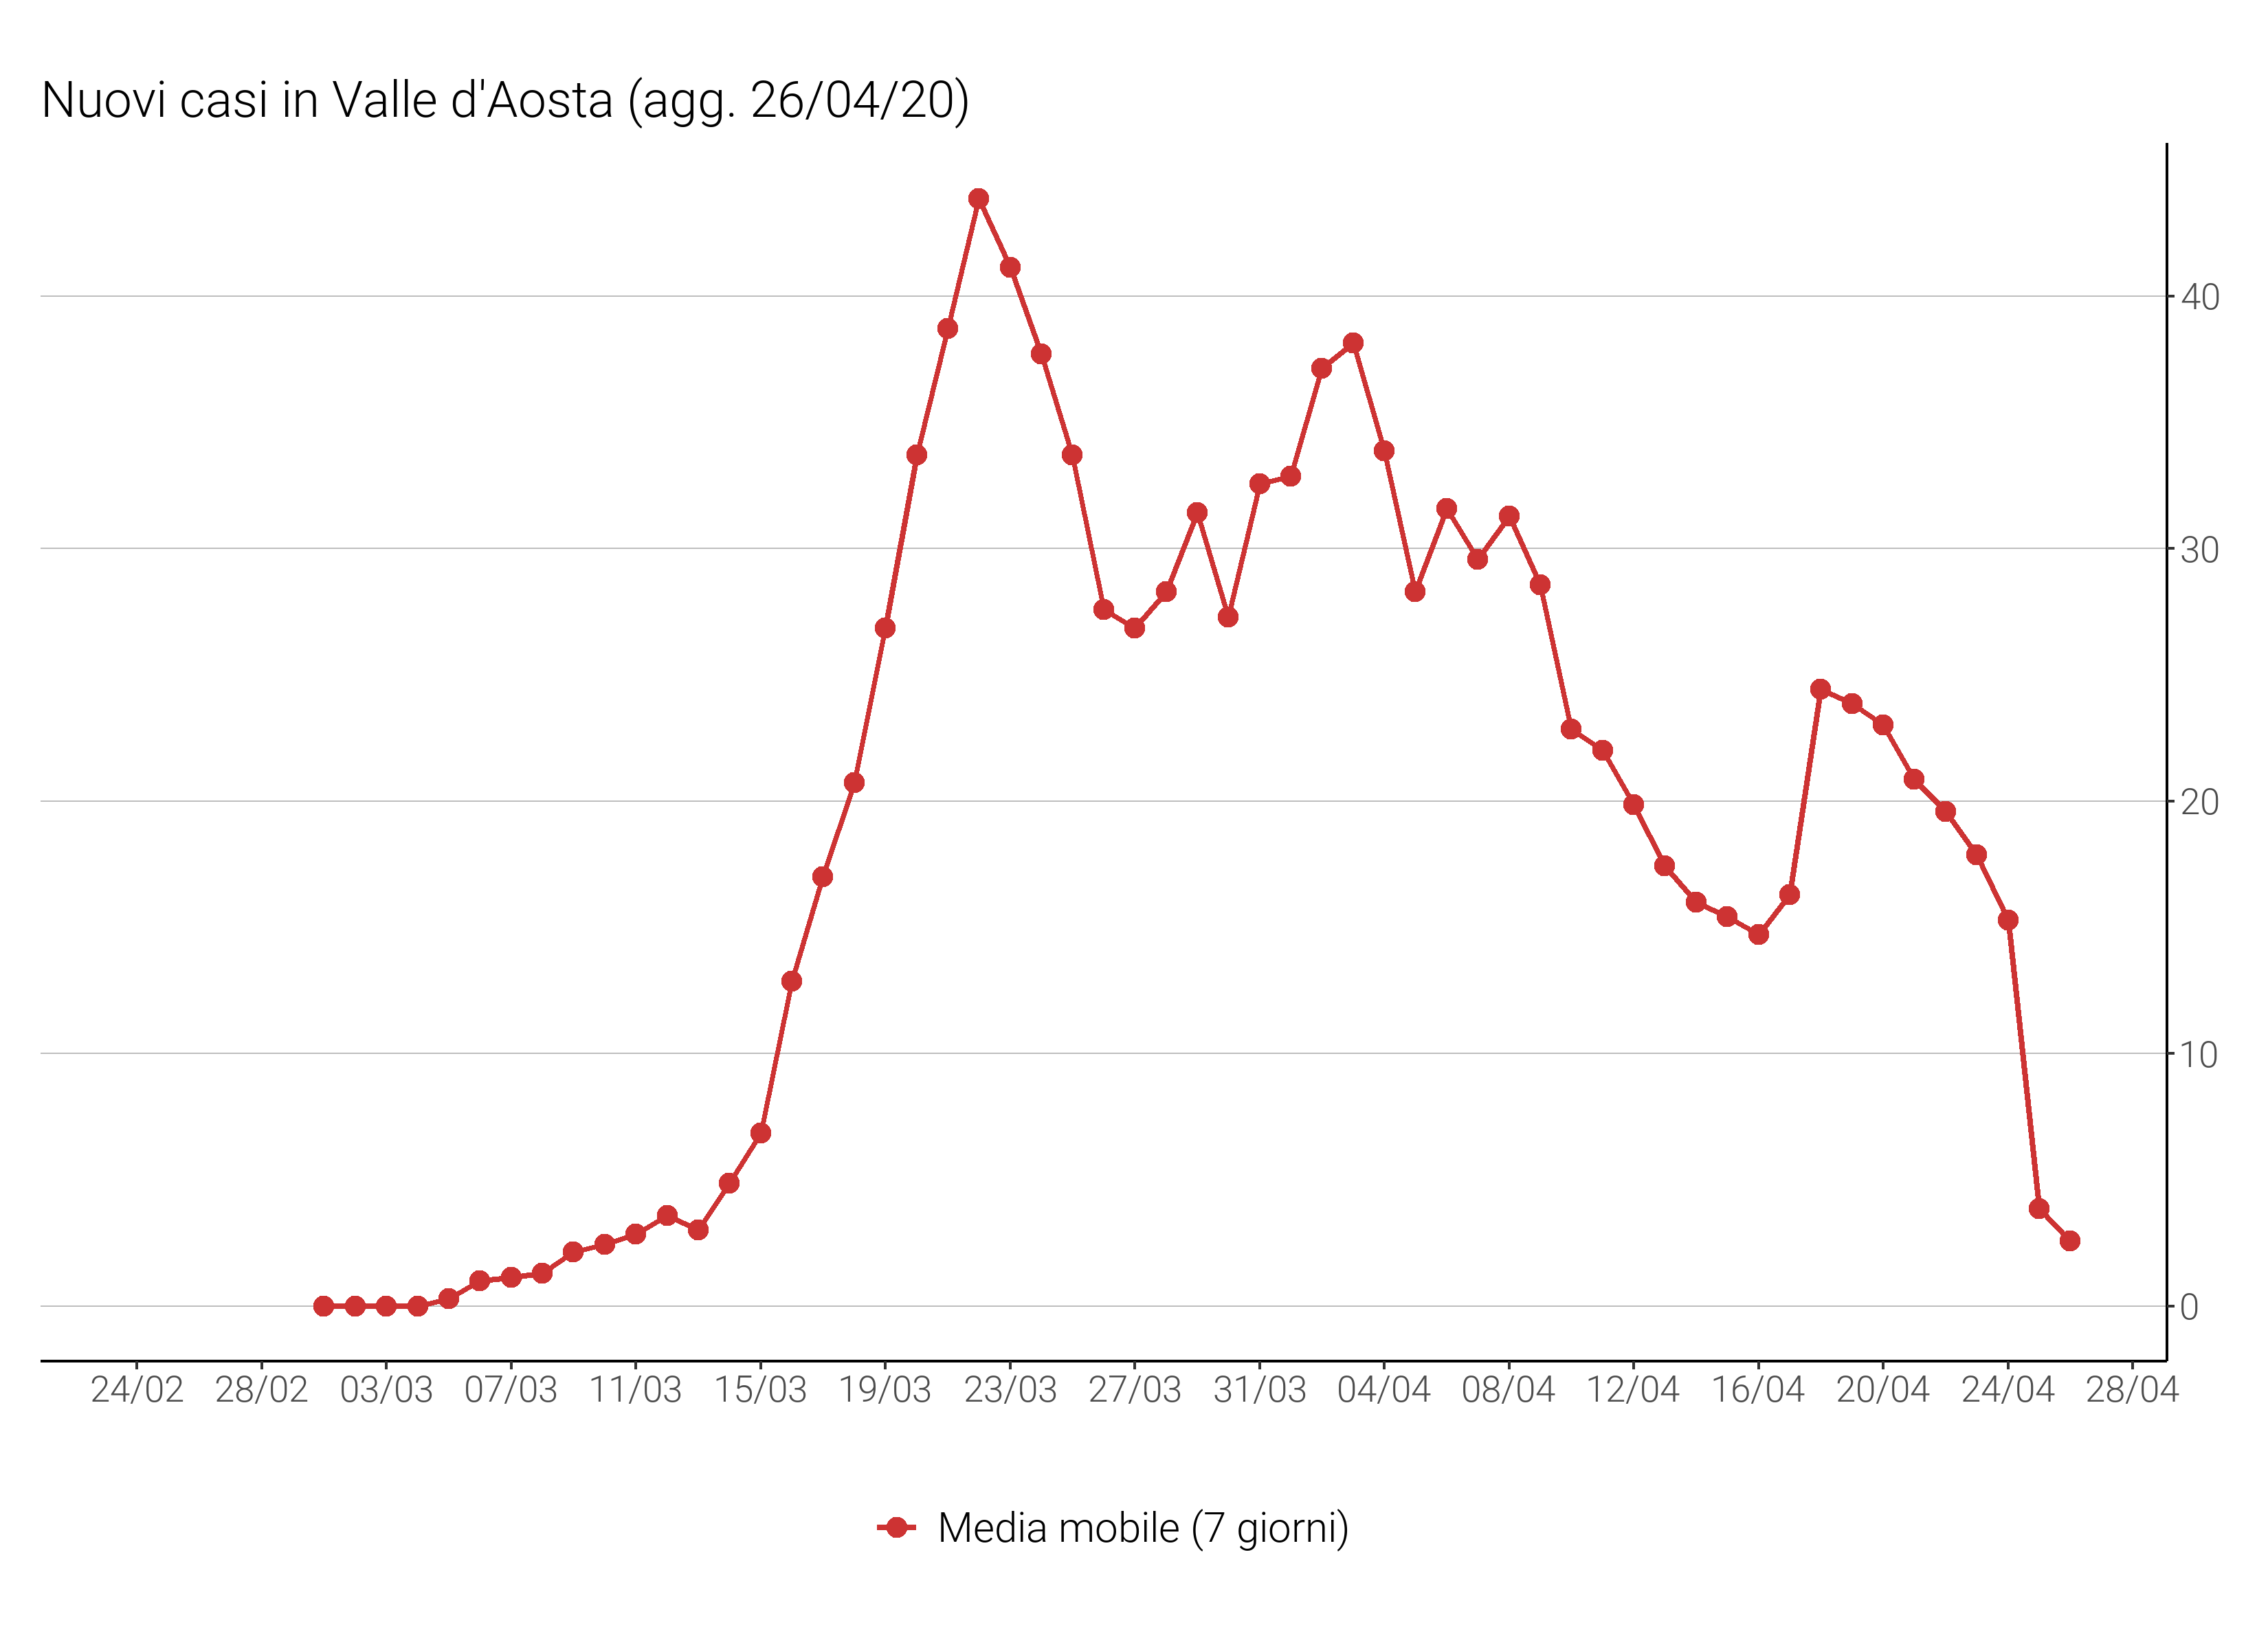 Nuovi casi in Valle d'Aosta (agg. 26/04/20)
40
30
20
10
0
24/02 28/02 03/03 07/03 11/03 15/03 19/03 23/03 27/03 31/03 04/04 08/04 12/04 16/04 20/04 24/04 28/04
Media mobile (7 giorni)